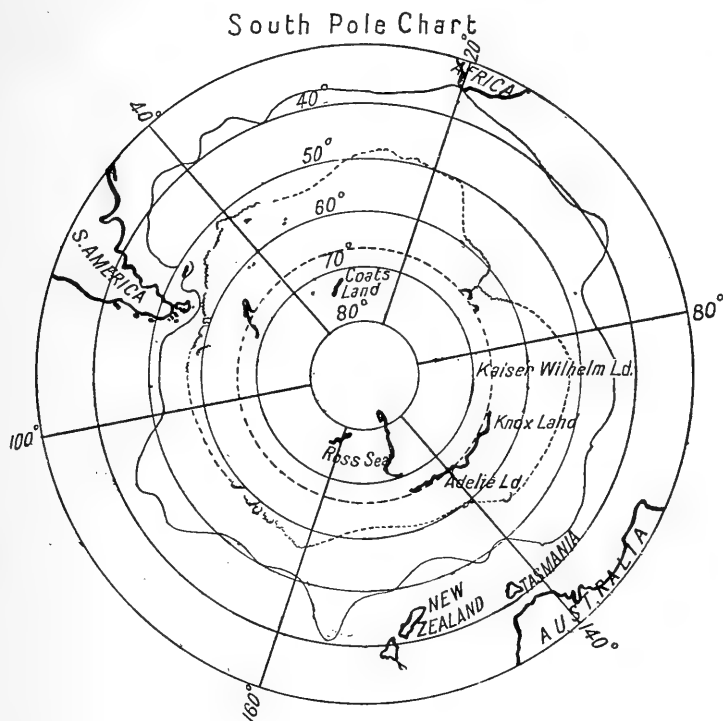 South Pole Chart
20°
AFRICA
40°
40°
50°
60°
70°
S. AMERICA
Coats
Land
80°
80°
Kaiser Wilhelm Ld.
Knox Land
100°
Ross Sea
Adelie Ld
TASMANIA
NEW
ZEALAND
AUSTRALIA
140°
160°